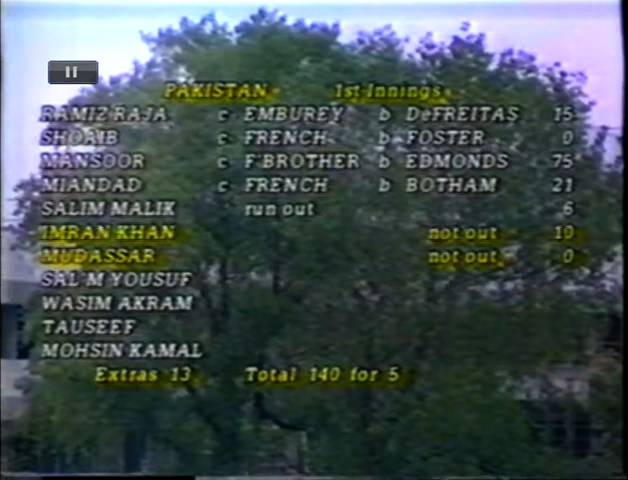 PAKISTAN 1st Innings
RAMIZ RAJA c EMBUREY b DeFREITAS 15
SHOAIB c FRENCH b FOSTER 0
MANSOOR c F.BROTHER b EDMONDS 75
MIANDAD c FRENCH b BOTHAM 21
SALIM MALIK run out 6
IMRAN KHAN not out 10
MUDASSAR not out 0
SAL'M YOUSUF
WASIM AKRAM
TAUSEEF
MOHSIN KAMAL
Extras 13 Total 140 for 5